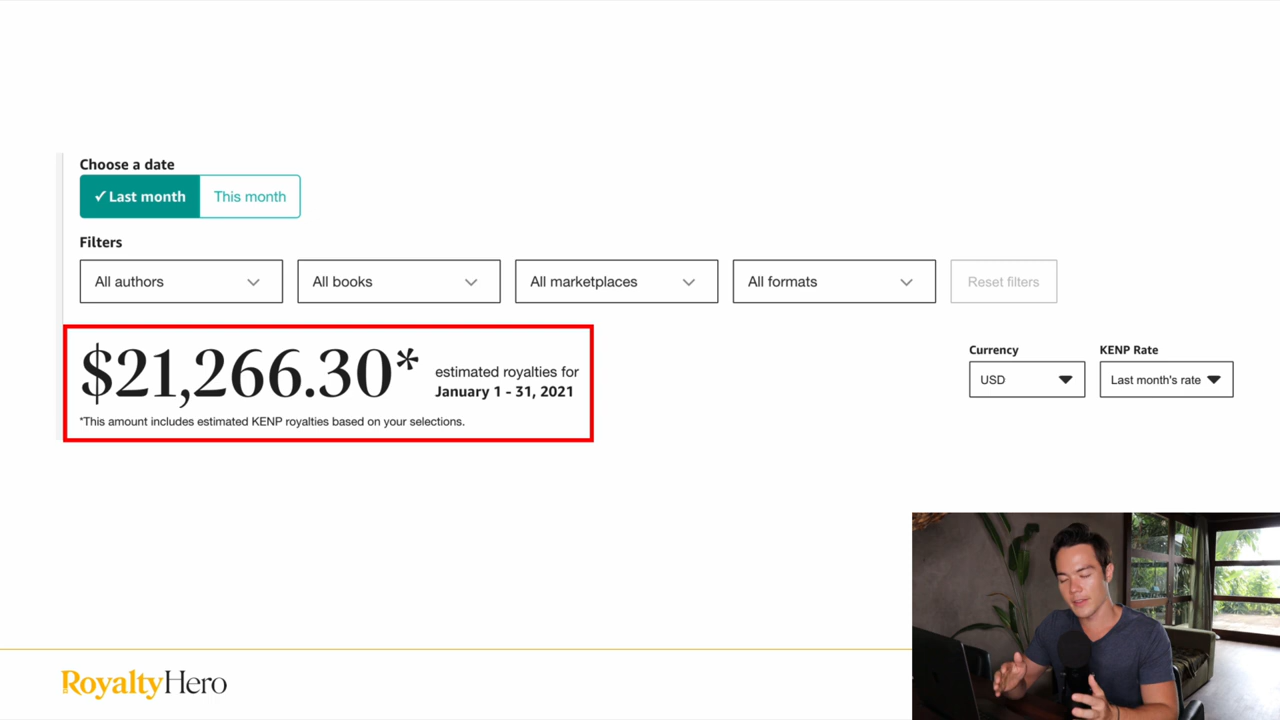 Choose a date
✓ Last month This month
Filters
All authors All books All marketplaces All formats Reset filters
$21,266.30* estimated royalties for
January 1 - 31, 2021
*This amount includes estimated KENP royalties based on your selections.
Currency KENP Rate
USD Last month's rate
RoyaltyHero